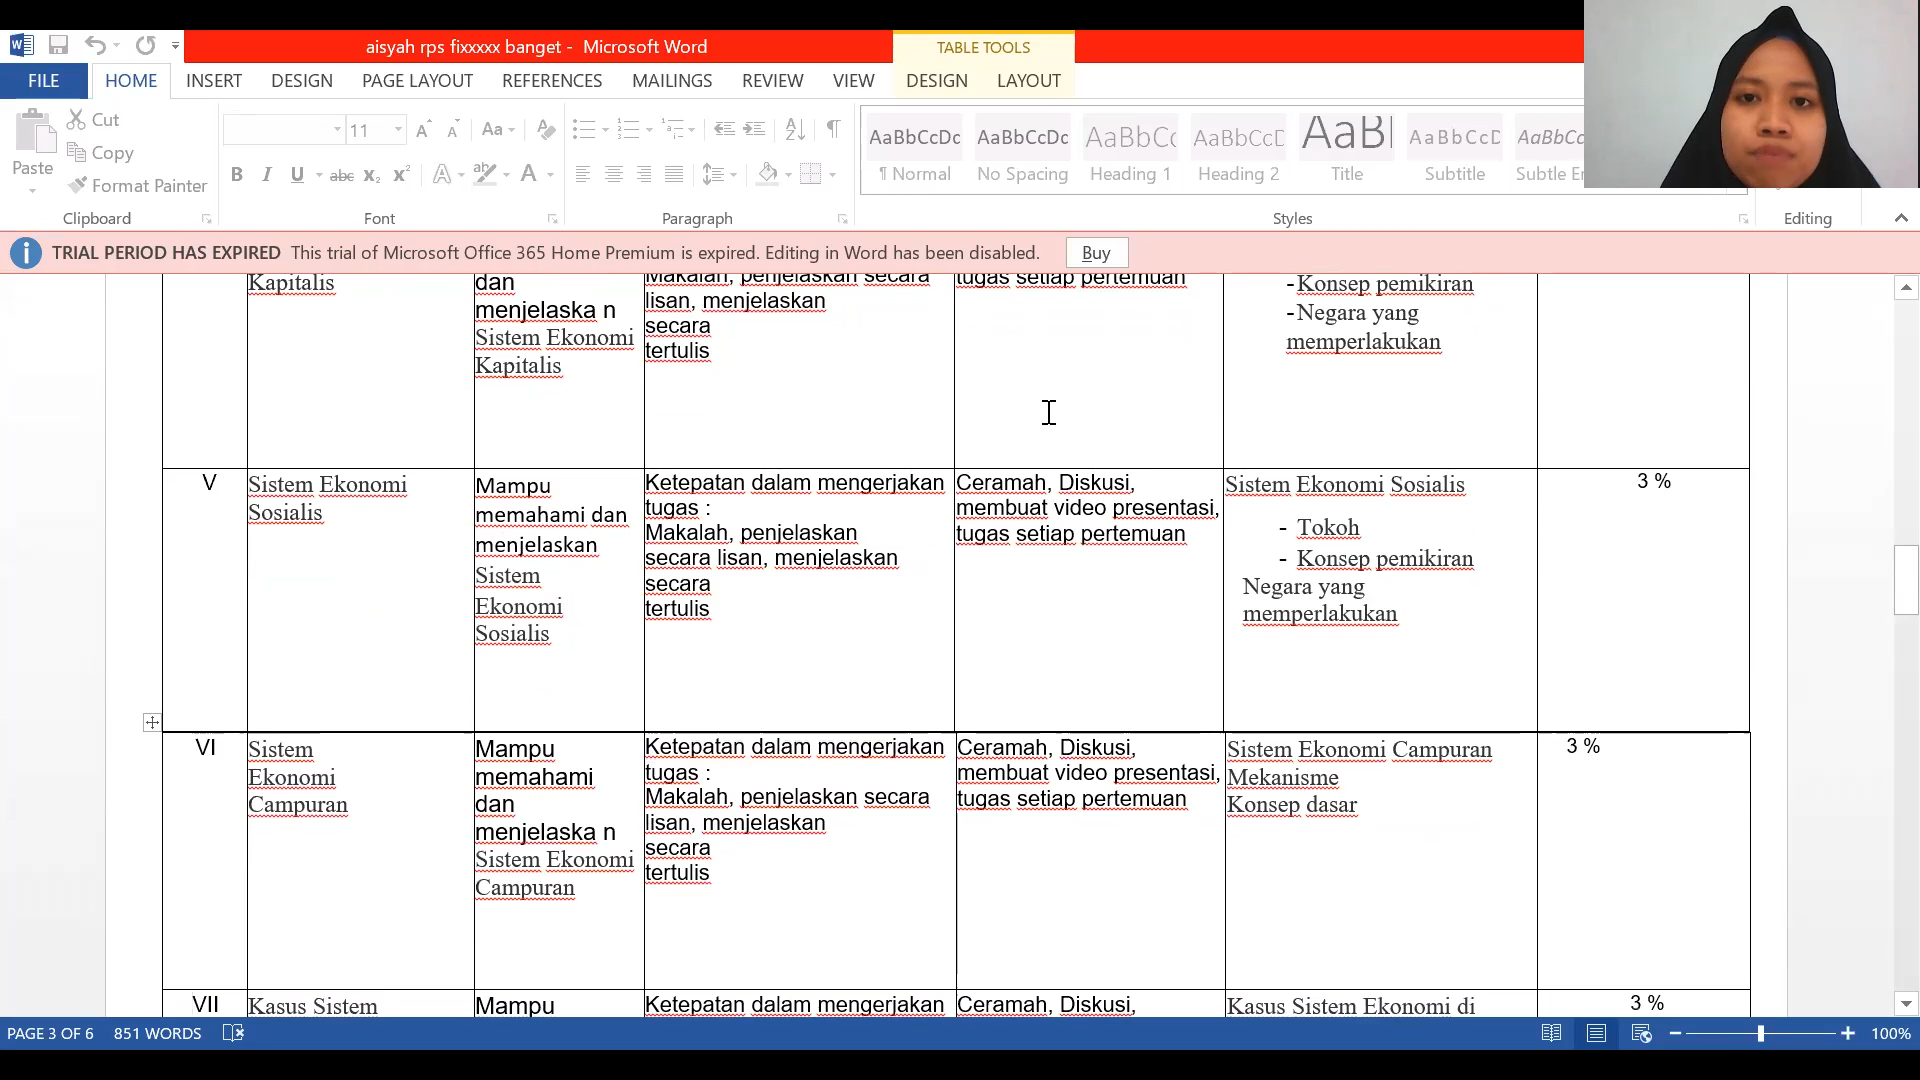 aisyah rps fixxxxx banget - Microsoft Word
TABLE TOOLS
FILE
HOME
INSERT
DESIGN
PAGE LAYOUT
REFERENCES
MAILINGS
REVIEW
VIEW
DESIGN
LAYOUT
Paste
Cut
Copy
Format Painter
Clipboard
11
Font
Paragraph
AaBbCcDc
¶ Normal
AaBbCcDc
No Spacing
AaBbCc
Heading 1
AaBbCcD
Heading 2
AaBl
Title
AaBbCcD
Subtitle
AaBbCc
Subtle En
Styles
Editing
TRIAL PERIOD HAS EXPIRED This trial of Microsoft Office 365 Home Premium is expired. Editing in Word has been disabled.
Buy
Kapitalis
dan
menjelaska n
Sistem Ekonomi
Kapitalis
Makalah, penjelaskan secara
lisan, menjelaskan
secara
tertulis
tugas setiap pertemuan
-Konsep pemikiran
-Negara yang
memperlakukan
V
Sistem Ekonomi
Sosialis
Mampu
memahami dan
menjelaskan
Sistem
Ekonomi
Sosialis
Ketepatan dalam mengerjakan
tugas :
Makalah, penjelaskan
secara lisan, menjelaskan
secara
tertulis
Ceramah, Diskusi,
membuat video presentasi,
tugas setiap pertemuan
Sistem Ekonomi Sosialis
- Tokoh
- Konsep pemikiran
Negara yang
memperlakukan
3 %
VI
Sistem
Ekonomi
Campuran
Mampu
memahami
dan
menjelaska n
Sistem Ekonomi
Campuran
Ketepatan dalam mengerjakan
tugas :
Makalah, penjelaskan secara
lisan, menjelaskan
secara
tertulis
Ceramah, Diskusi,
membuat video presentasi,
tugas setiap pertemuan
Sistem Ekonomi Campuran
Mekanisme
Konsep dasar
3 %
VII
Kasus Sistem
Mampu
Ketepatan dalam mengerjakan
Ceramah, Diskusi,
Kasus Sistem Ekonomi di
3 %
PAGE 3 OF 6
851 WORDS
100%